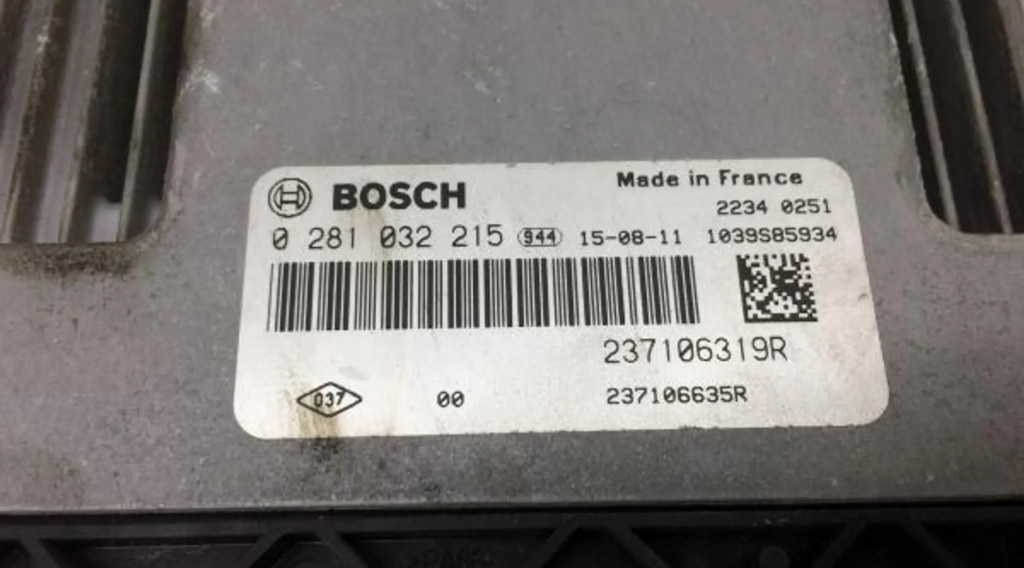 BOSCH
Made in France
2234 0251
0 281 032 215 944 15-08-11 1039S85934
237106319R
037 00 237106635R